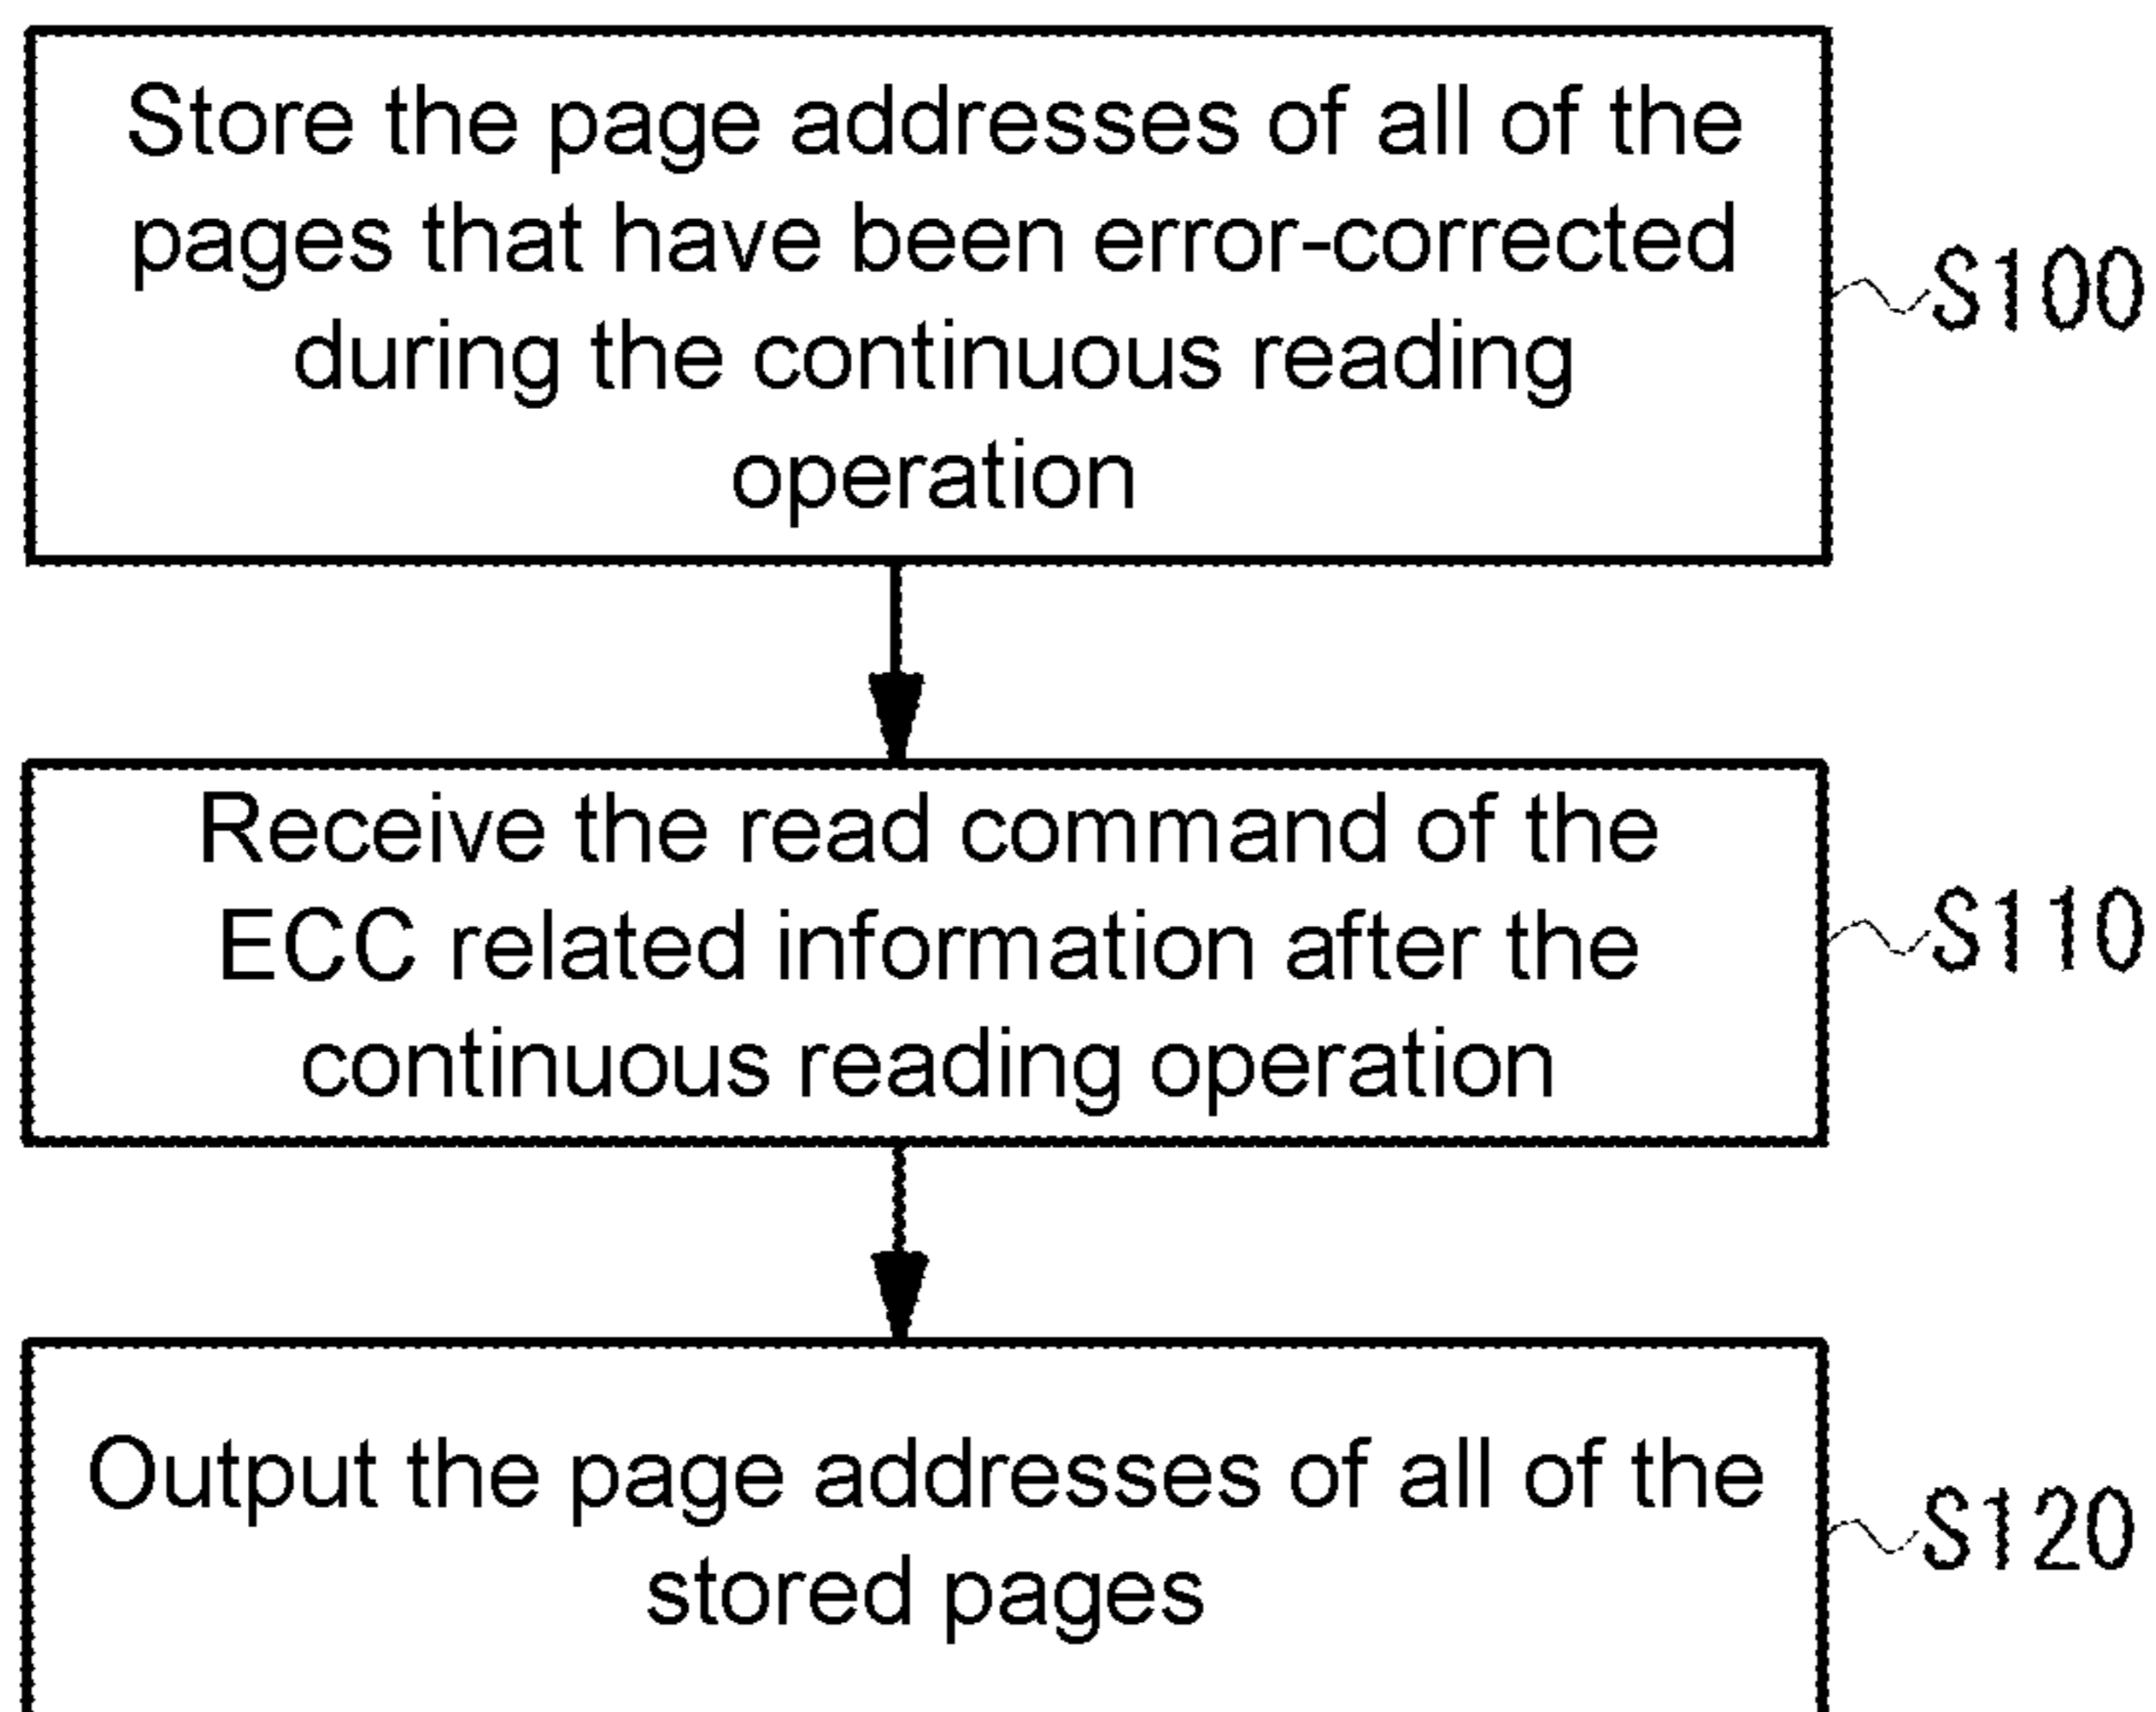 Store the page addresses of all of the
pages that have been error-corrected
during the continuous reading
operation
S100
Receive the read command of the
ECC related information after the
continuous reading operation
S110
Output the page addresses of all of the
stored pages
S120